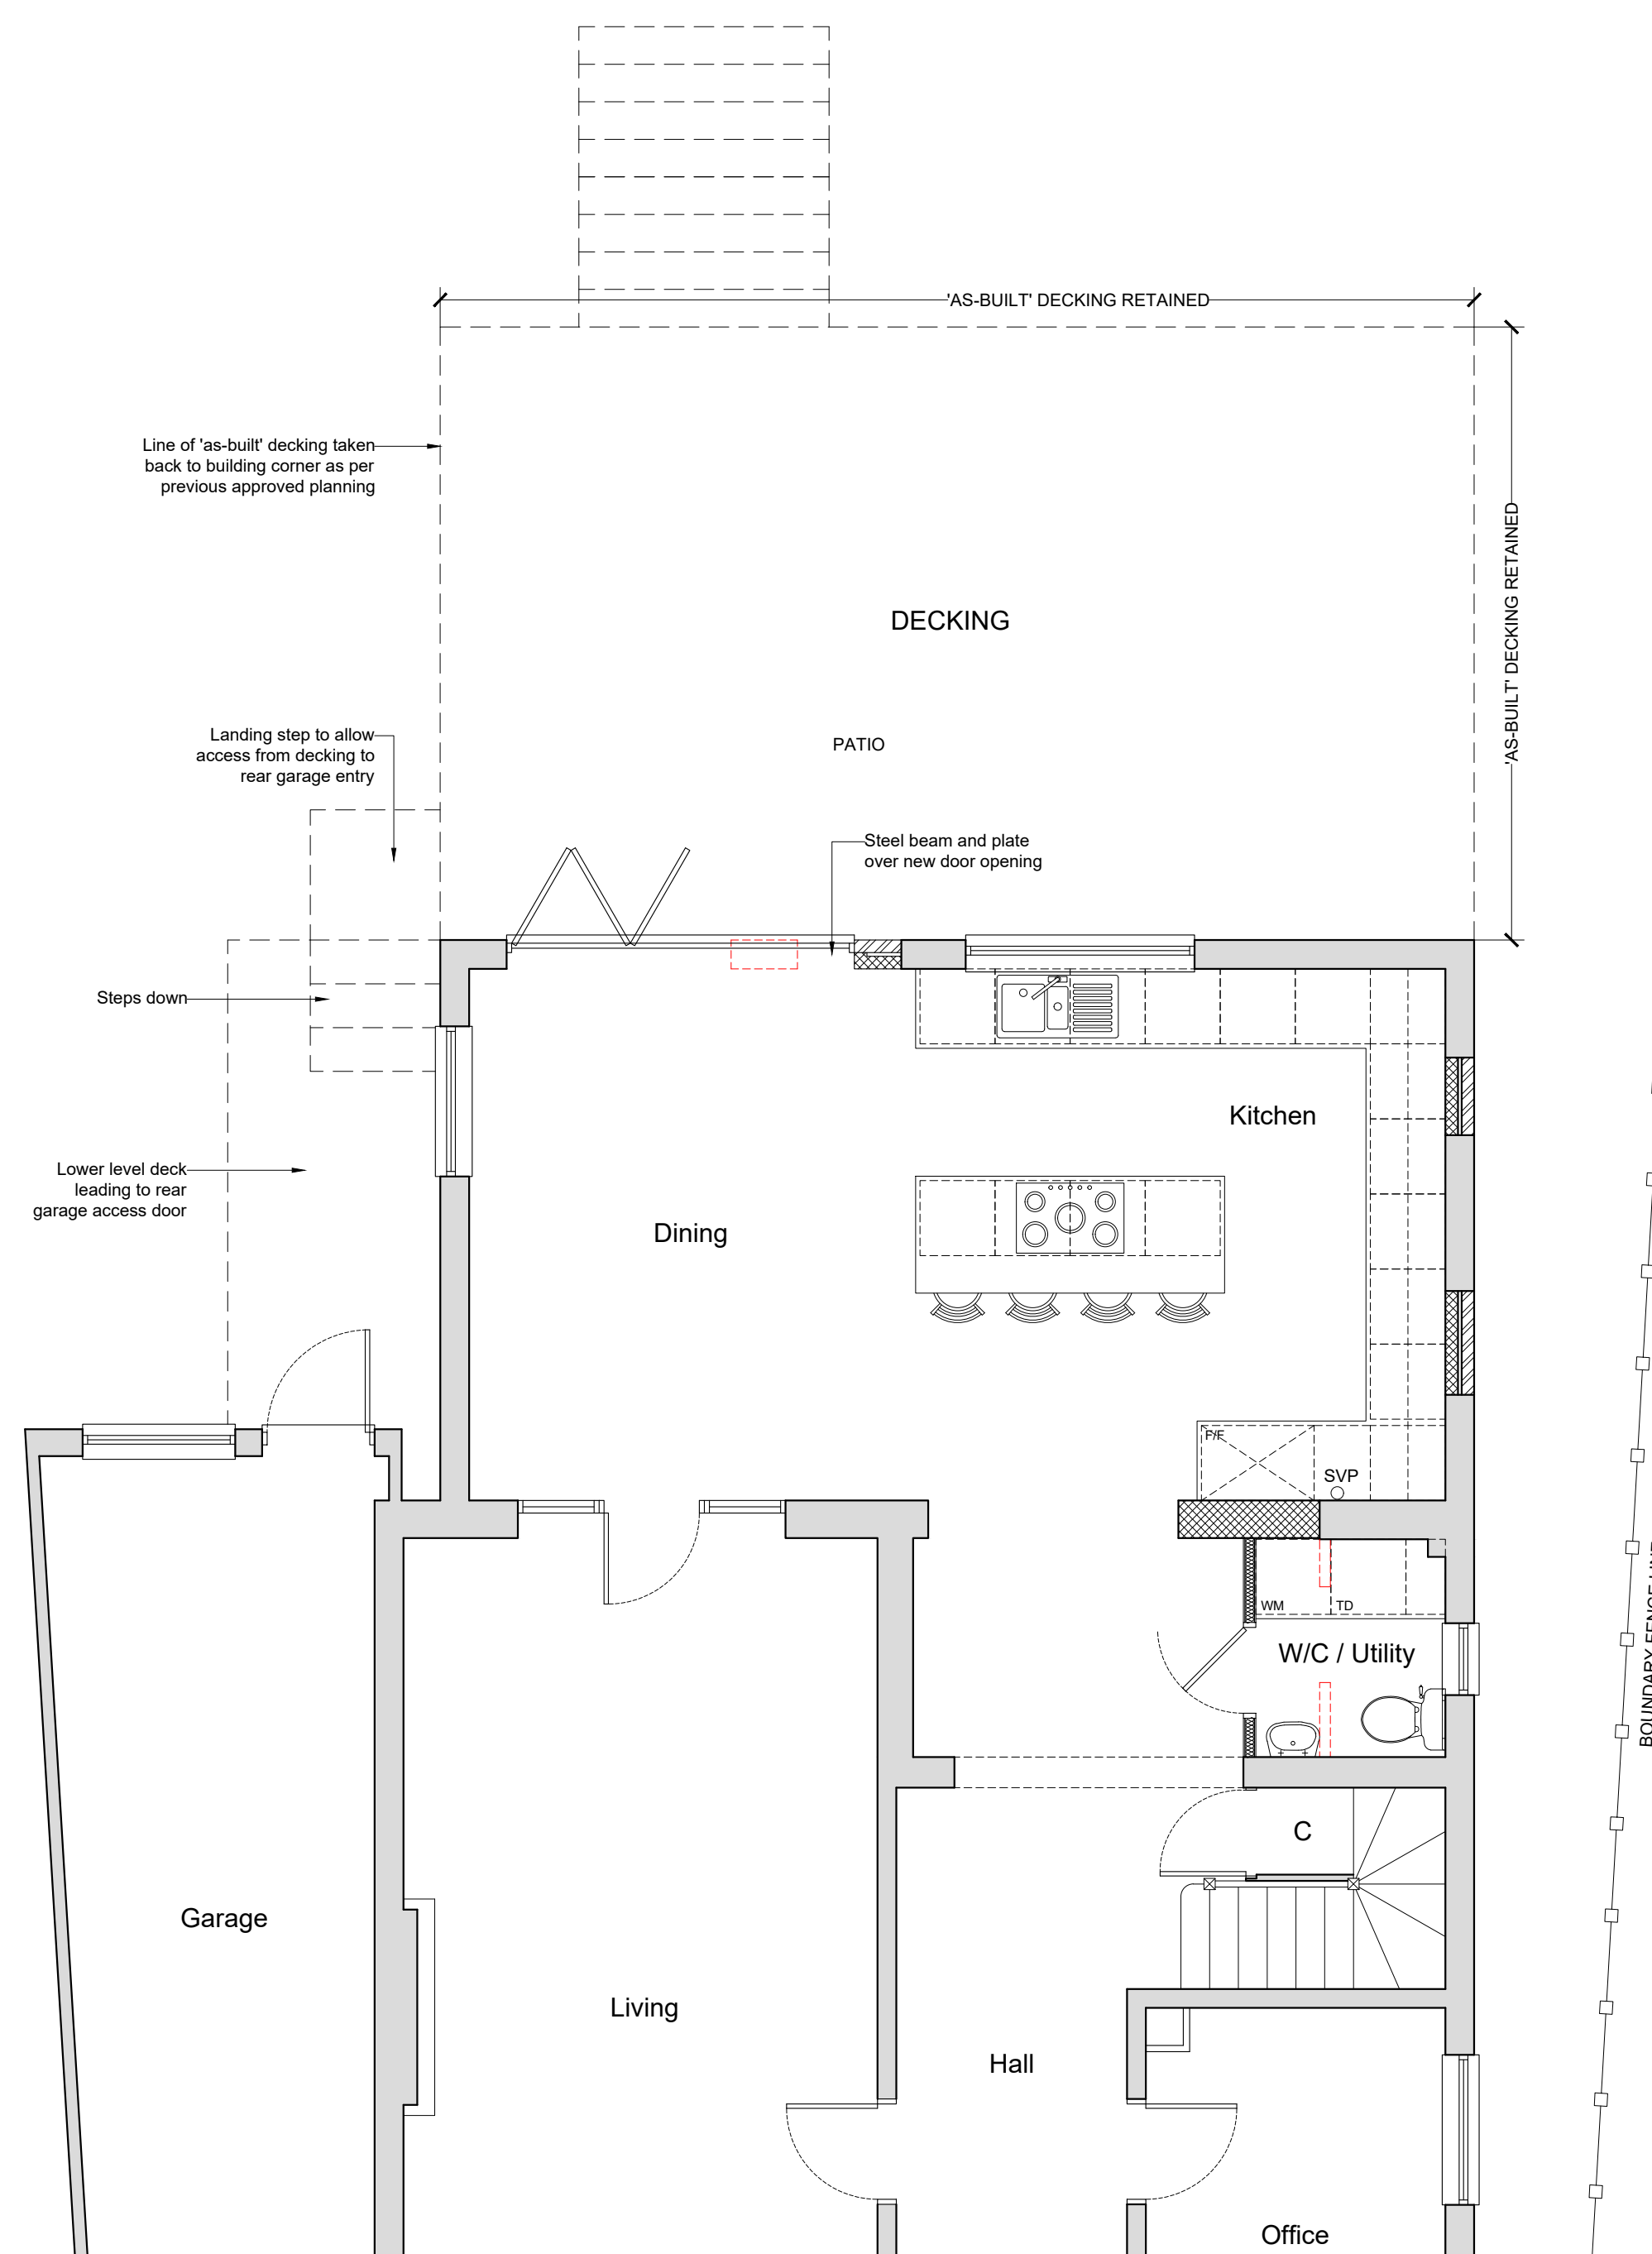 'AS-BUILT' DECKING RETAINED
Line of 'as-built' decking taken
back to building corner as per
previous approved planning
'AS-BUILT' DECKING RETAINED
DECKING
Landing step to allow
access from decking to
rear garage entry
PATIO
Steel beam and plate
over new door opening
Steps down
Kitchen
Lower level deck
leading to rear
garage access door
Dining
F/F
SVP
WM
TD
W/C / Utility
BOUNDARY FENCE LINE
C
Garage
Living
Hall
Office